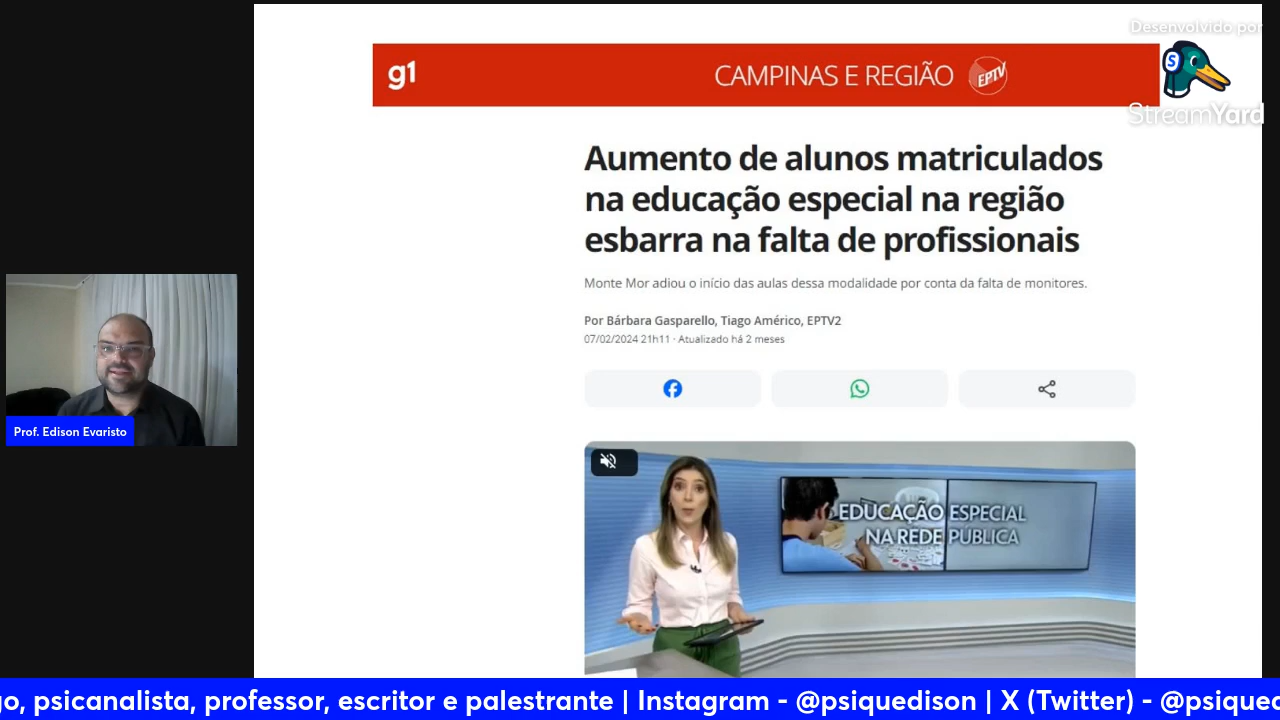 Desenvolvido por
StreamYard
g1
CAMPINAS E REGIÃO
EPTV
Aumento de alunos matriculados
na educação especial na região
esbarra na falta de profissionais
Monte Mor adiou o início das aulas dessa modalidade por conta da falta de monitores.
Por Bárbara Gasparello, Tiago Américo, EPTV2
07/02/2024 21h11 · Atualizado há 2 meses
EDUCAÇÃO ESPECIAL
NA REDE PÚBLICA
Prof. Edison Evaristo
go, psicanalista, professor, escritor e palestrante | Instagram - @psiquedison | X (Twitter) - @psiqued